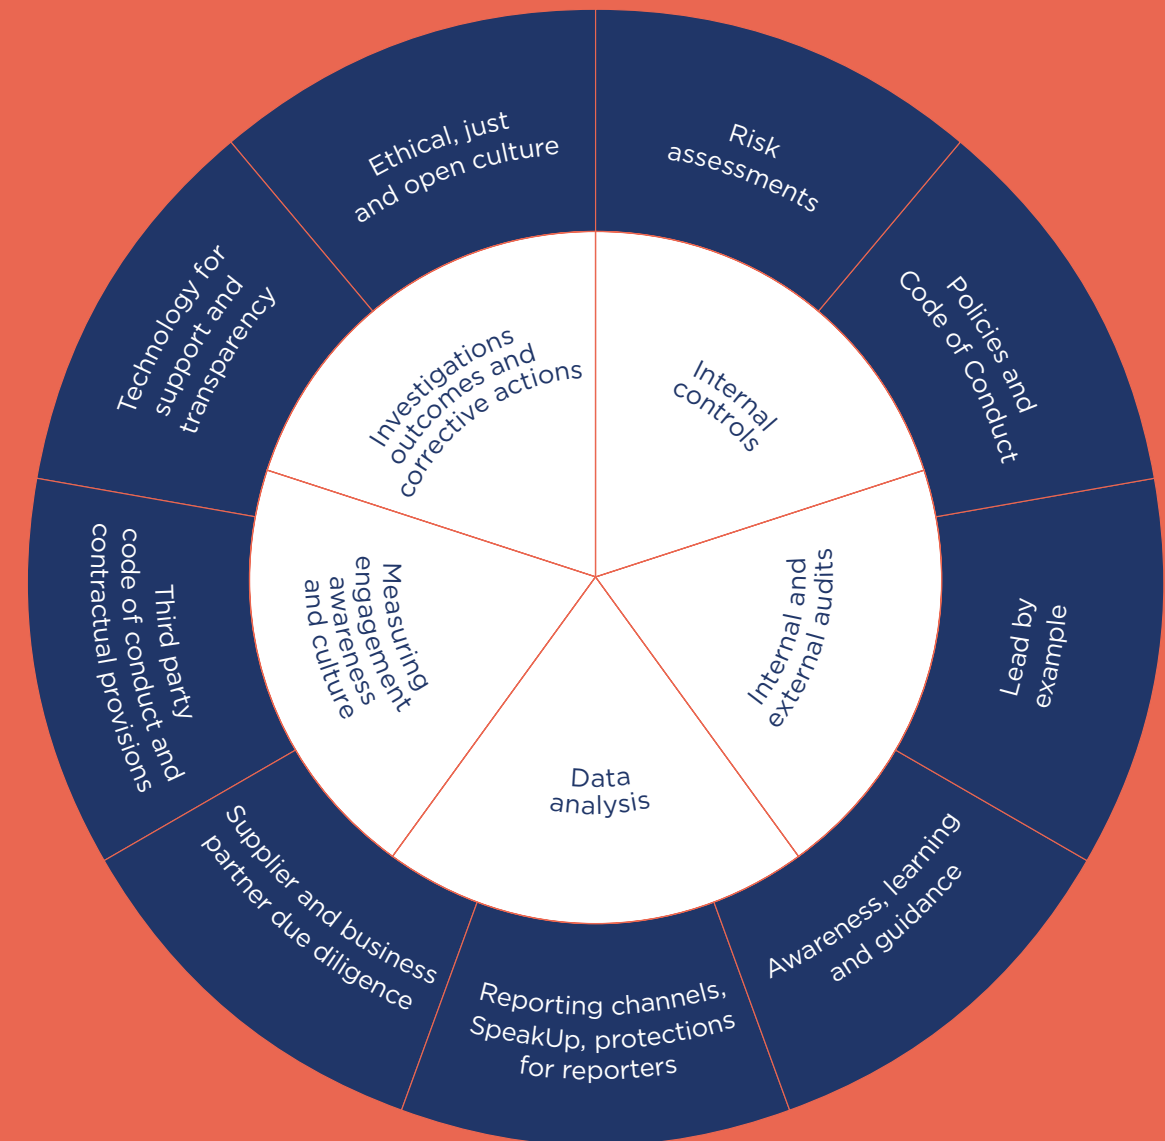 Ethical, just
and open culture
Risk
assessments
Policies and
Code of Conduct
Lead by
example
Awareness, learning
and guidance
Reporting channels,
SpeakUp, protections
for reporters
Supplier and business
partner due diligence
Third party
code of conduct and
contractual provisions
Technology for
support and
transparency
Investigations
outcomes and
corrective actions
Internal
controls
Internal and
external audits
Data
analysis
Measuring
engagement
awareness
and culture